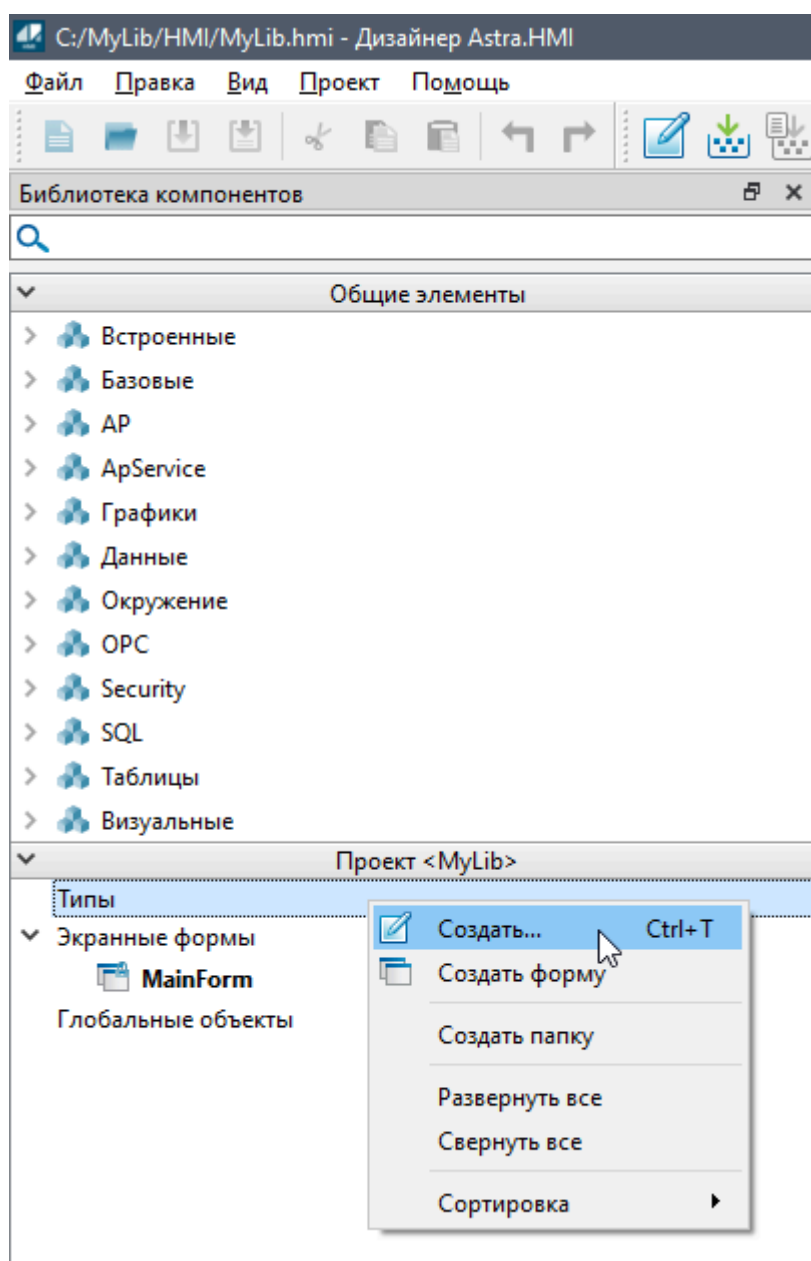 C:/MyLib/HMI/MyLib.hmi - Дизайнер Astra.HMI
Файл Правка Вид Проект Помощь
Библиотека компонентов
Общие элементы
Встроенные
Базовые
AP
ApService
Графики
Данные
Окружение
OPC
Security
SQL
Таблицы
Визуальные
Проект <MyLib>
Типы
Создать... Ctrl+T
Экранные формы
Создать форму
MainForm
Глобальные объекты
Создать папку
Развернуть все
Свернуть все
Сортировка